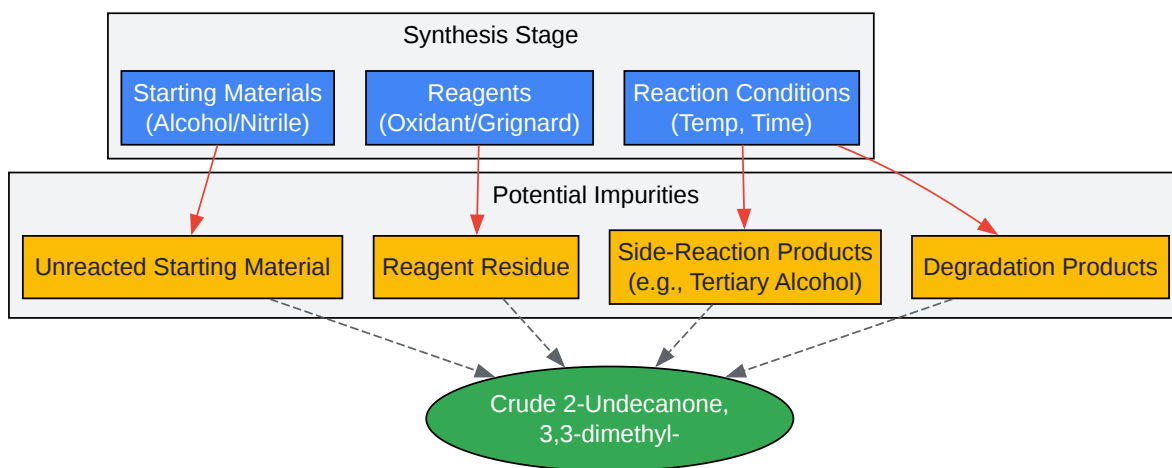 Synthesis Stage
Starting Materials
(Alcohol/Nitrile)
Reagents
(Oxidant/Grignard)
Reaction Conditions
(Temp, Time)
Potential Impurities
Unreacted Starting Material
Reagent Residue
Side-Reaction Products
(e.g., Tertiary Alcohol)
Degradation Products
Crude 2-Undecanone,
3,3-dimethyl-